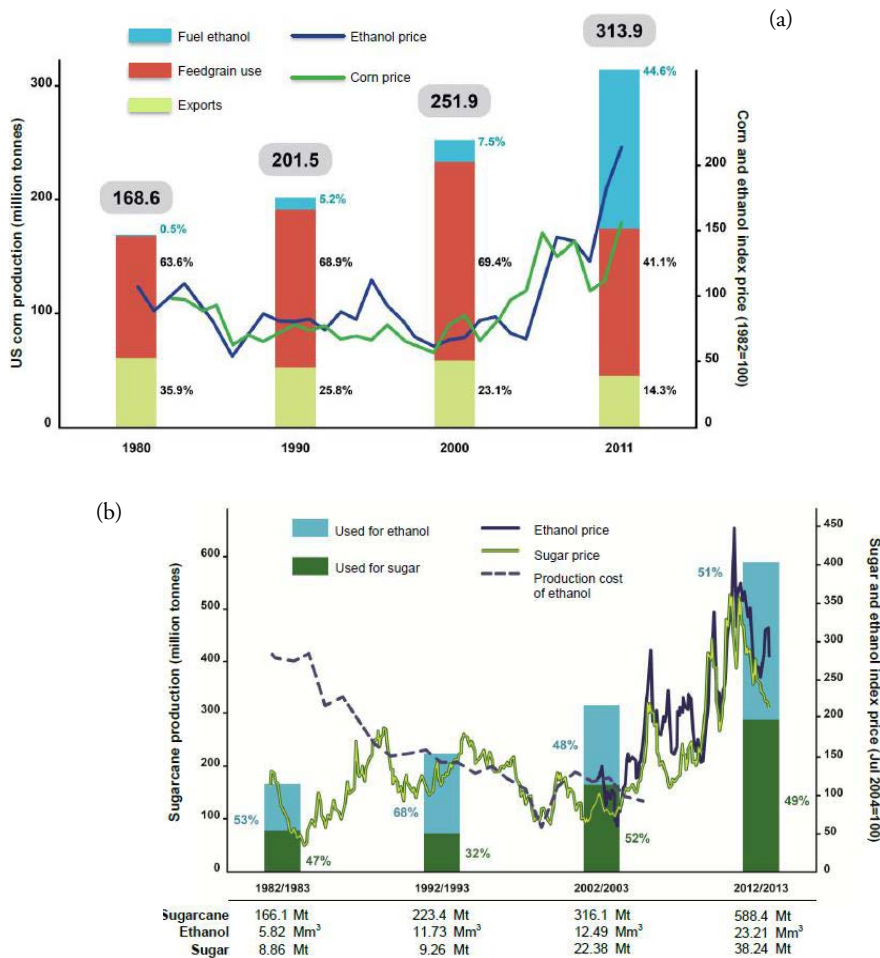 (a)
Fuel ethanol
Ethanol price
Feedgrain use
Corn price
Exports
313.9
251.9
201.5
168.6
US corn production (million tonnes)
300
200
100
0
0.5%
63.6%
35.9%
5.2%
68.9%
25.8%
7.5%
69.4%
23.1%
44.6%
41.1%
14.3%
200
150
100
50
0
Corn and ethanol index price (1982=100)
1980
1990
2000
2011
(b)
Used for ethanol
Ethanol price
Used for sugar
Sugar price
Production cost
of ethanol
Sugarcane production (million tonnes)
600
500
400
300
200
100
0
53%
47%
68%
32%
48%
52%
51%
49%
450
400
350
300
250
200
150
100
50
0
Sugar and ethanol index price (Jul 2004=100)
1982/1983
1992/1993
2002/2003
2012/2013
Sugarcane 166.1 Mt 223.4 Mt 316.1 Mt 588.4 Mt
Ethanol 5.82 Mm³ 11.73 Mm³ 12.49 Mm³ 23.21 Mm³
Sugar 8.86 Mt 9.26 Mt 22.38 Mt 38.24 Mt